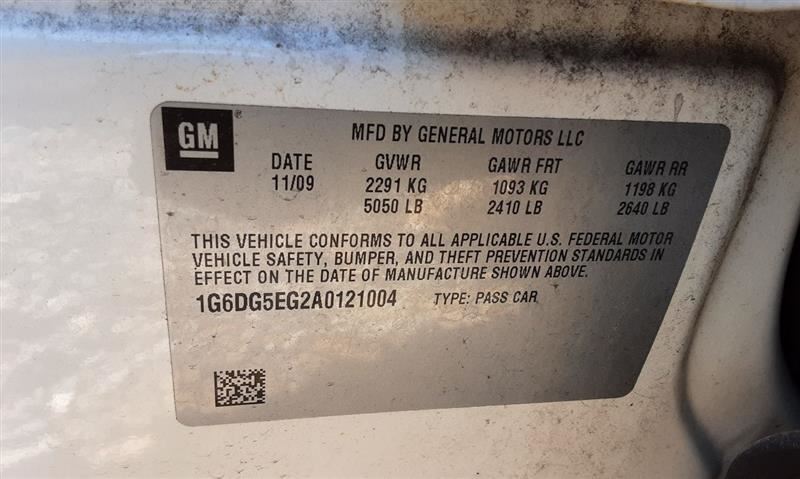 GM ®
MFD BY GENERAL MOTORS LLC
DATE GVWR GAWR FRT GAWR RR
11/09 2291 KG 1093 KG 1198 KG
5050 LB 2410 LB 2640 LB
THIS VEHICLE CONFORMS TO ALL APPLICABLE U.S. FEDERAL MOTOR
VEHICLE SAFETY, BUMPER, AND THEFT PREVENTION STANDARDS IN
EFFECT ON THE DATE OF MANUFACTURE SHOWN ABOVE.
1G6DG5EG2A0121004 TYPE: PASS CAR